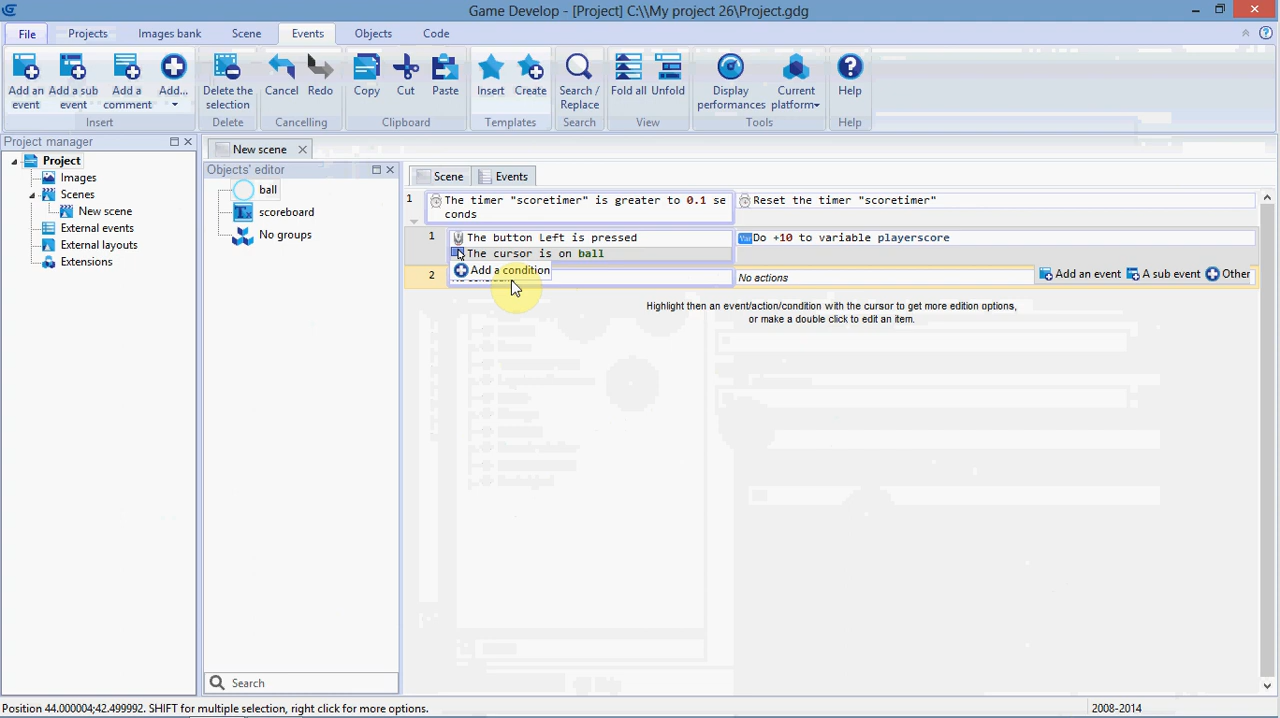 Game Develop - [Project] C:\\My project 26\Project.gdg
File Projects Images bank Scene Events Objects Code
Add an event
Add a sub event
Add a comment
Add...
Delete the selection
Cancel
Redo
Copy
Cut
Paste
Insert
Create
Search / Replace
Fold all
Unfold
Display performances
Current platform
Help
Insert Delete Cancelling Clipboard Templates Search View Tools Help
Project manager
Project
Images
Scenes
New scene
External events
External layouts
Extensions
New scene
Objects' editor
ball
scoreboard
No groups
Search
Scene Events
1 The timer "scoretimer" is greater to 0.1 se
conds
Reset the timer "scoretimer"
1 The button Left is pressed
The cursor is on ball
Do +10 to variable playerscore
Add a condition
2
No actions
Add an event A sub event Other
Highlight then an event/action/condition with the cursor to get more edition options,
or make a double click to edit an item.
Position 44.000004;42.499992. SHIFT for multiple selection, right click for more options.
2008-2014